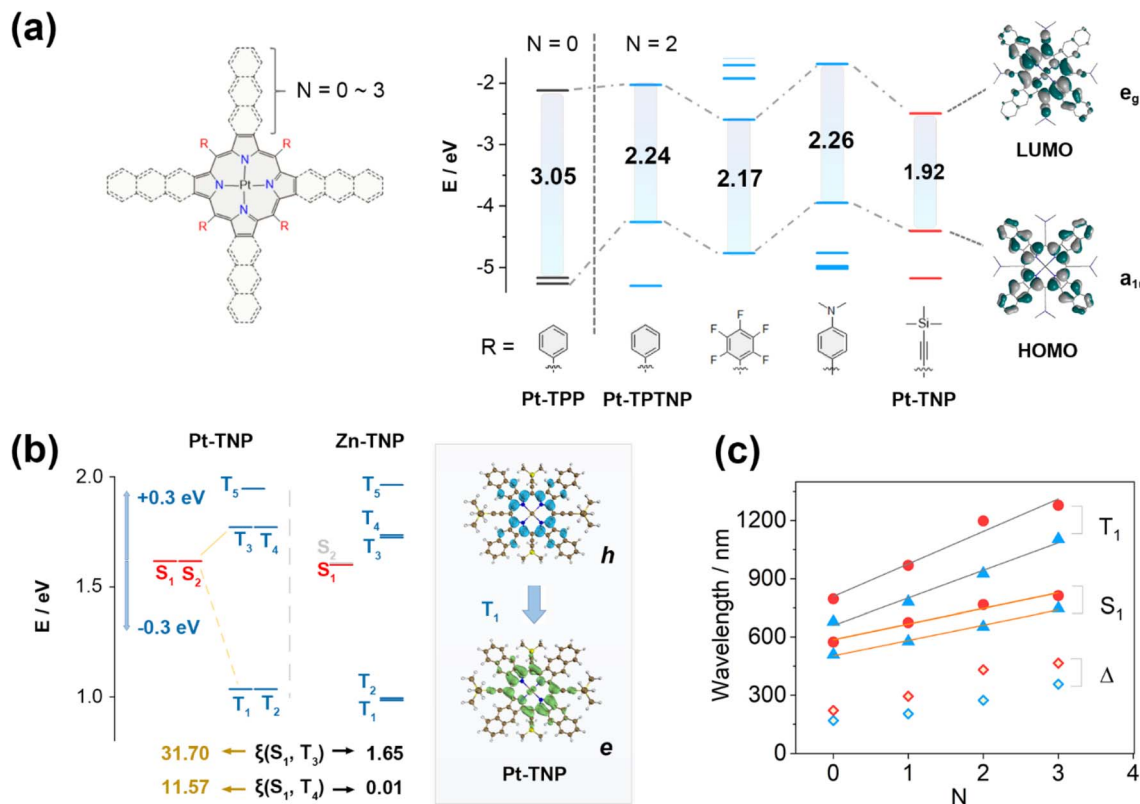 (a)
N = 0 ~ 3
R
R
N
N
Pt
N
N
R
R
N = 0
N = 2
E / eV
-2
-3
-4
-5
3.05
2.24
2.17
2.26
1.92
LUMO
e_g
HOMO
R =
F
F
F
F
F
N
Si
Pt-TPP
Pt-TPTNP
Pt-TNP
(b)
Pt-TNP
Zn-TNP
E / eV
2.0
1.5
1.0
+0.3 eV
-0.3 eV
T5
T3 T4
S1 S2
T1 T2
T5
T4
T3
S2
S1
T2
T1
31.70 ← ξ(S1, T3) → 1.65
11.57 ← ξ(S1, T4) → 0.01
h
T1
e
Pt-TNP
(c)
Wavelength / nm
1200
900
600
300
0
T1
S1
Δ
0 1 2 3 4
N